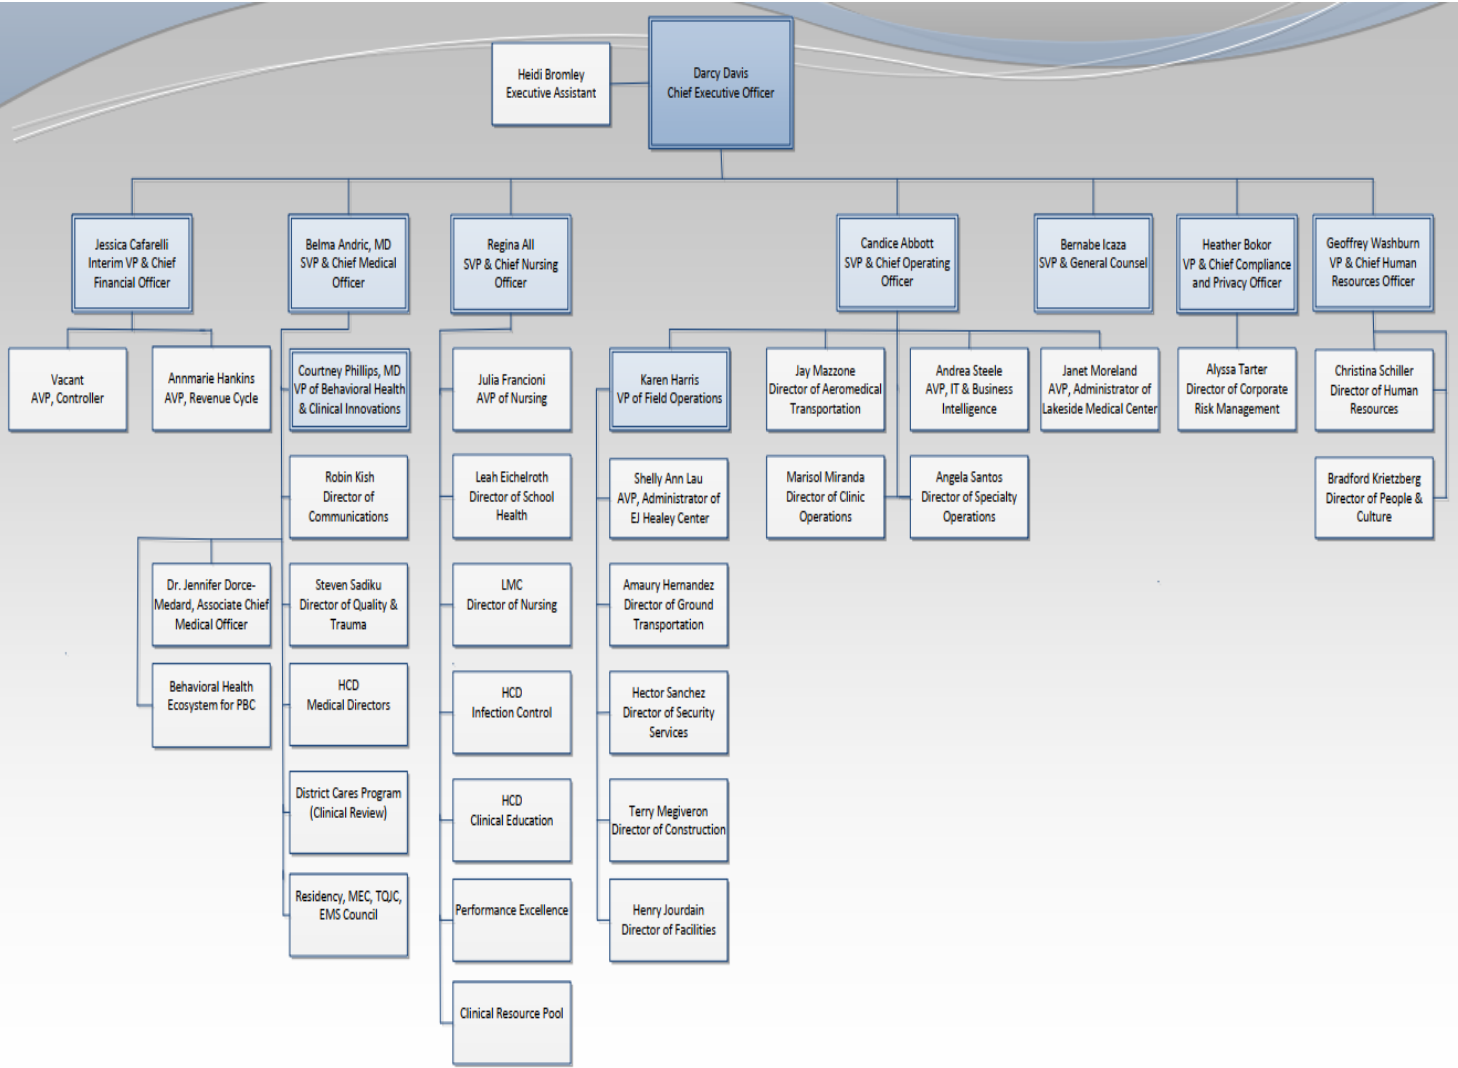 Heidi Bromley
Executive Assistant
Darcy Davis
Chief Executive Officer
Jessica Cafarelli
Interim VP & Chief
Financial Officer
Belma Andric, MD
SVP & Chief Medical
Officer
Regina All
SVP & Chief Nursing
Officer
Candice Abbott
SVP & Chief Operating
Officer
Bernabe Icaza
SVP & General Counsel
Heather Bokor
VP & Chief Compliance
and Privacy Officer
Geoffrey Washburn
VP & Chief Human
Resources Officer
Vacant
AVP, Controller
Annmarie Hankins
AVP, Revenue Cycle
Courtney Phillips, MD
VP of Behavioral Health
& Clinical Innovations
Julia Francioni
AVP of Nursing
Karen Harris
VP of Field Operations
Jay Mazzone
Director of Aeromedical
Transportation
Andrea Steele
AVP, IT & Business
Intelligence
Janet Moreland
AVP, Administrator of
Lakeside Medical Center
Alyssa Tarter
Director of Corporate
Risk Management
Christina Schiller
Director of Human
Resources
Robin Kish
Director of
Communications
Leah Eichelroth
Director of School
Health
Shelly Ann Lau
AVP, Administrator of
EJ Healey Center
Marisol Miranda
Director of Clinic
Operations
Angela Santos
Director of Specialty
Operations
Bradford Krietzberg
Director of People &
Culture
Dr. Jennifer Dorce-
Medard, Associate Chief
Medical Officer
Steven Sadiku
Director of Quality &
Trauma
LMC
Director of Nursing
Amaury Hernandez
Director of Ground
Transportation
Behavioral Health
Ecosystem for PBC
HCD
Medical Directors
HCD
Infection Control
Hector Sanchez
Director of Security
Services
District Cares Program
(Clinical Review)
HCD
Clinical Education
Terry Megiveron
Director of Construction
Residency, MEC, TQJC,
EMS Council
Performance Excellence
Henry Jourdain
Director of Facilities
Clinical Resource Pool